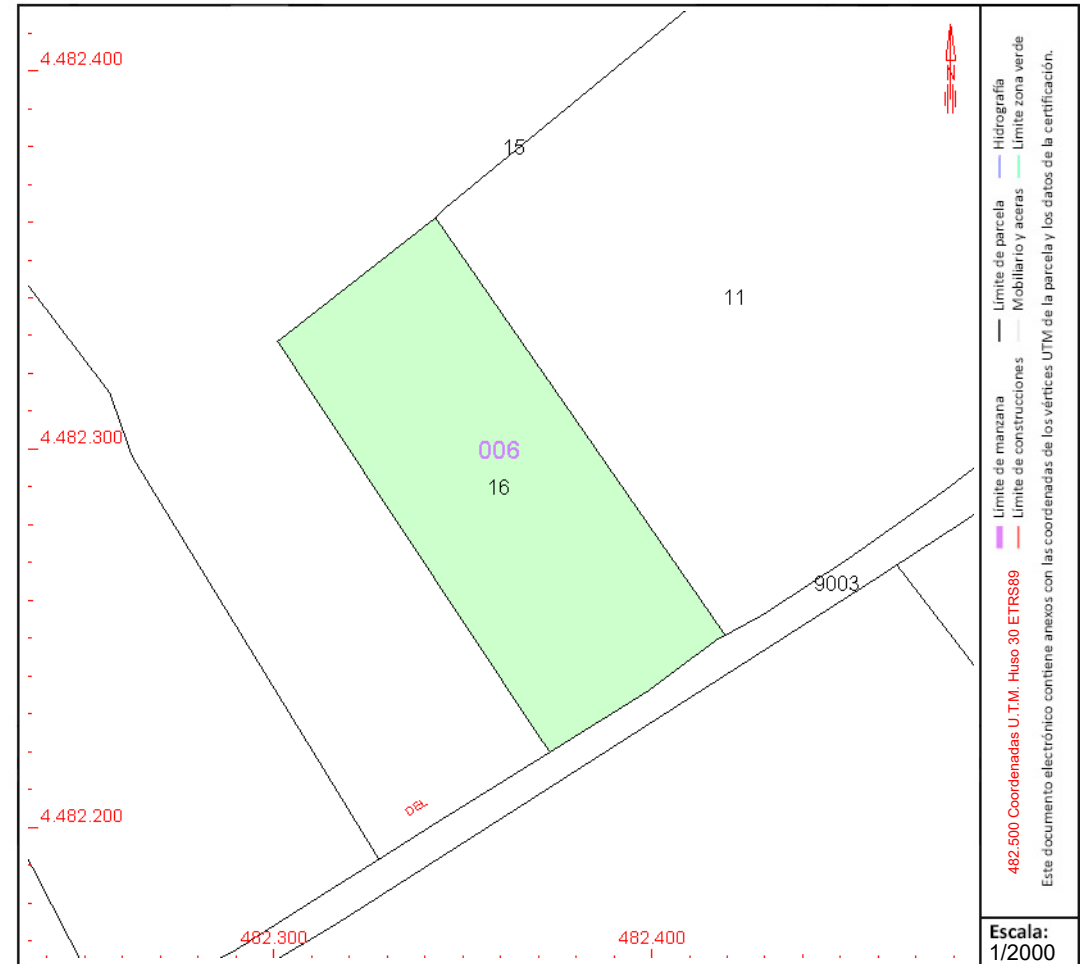 4.482.400
N
15
11
4.482.300
006
16
9003
4.482.200
DEL
482.300
482.400
Límite de manzana
Límite de parcela
Hidrografía
Límite de construcciones
Mobiliario y aceras
Límite zona verde
482.500 Coordenadas U.T.M. Huso 30 ETRS89
Este documento electrónico contiene anexos con las coordenadas de los vértices UTM de la parcela y los datos de la certificación.
Escala:
1/2000